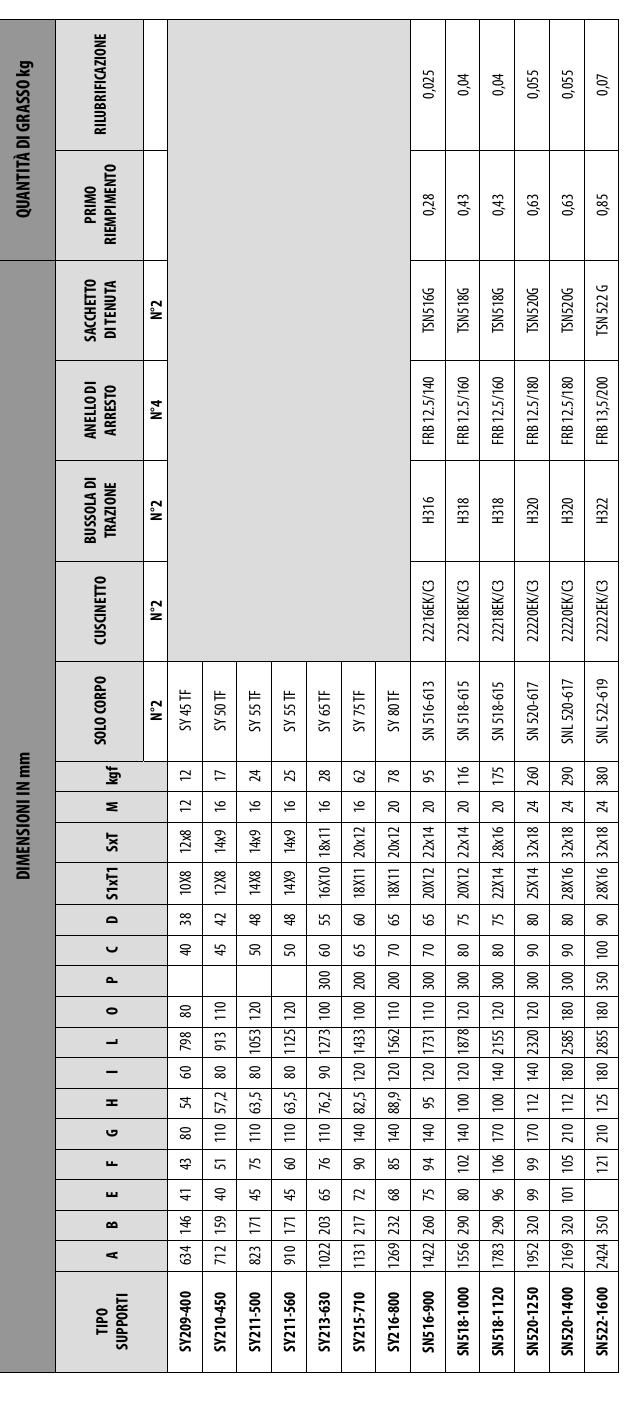 DIMENSIONI IN mm QUANTITÀ DI GRASSO kg
TIPO SUPPORTI A B E F G H I L O P C D S1xT1 SxT M kgf SOLO CORPO CUSCINETTO BUSSOLA DI TRAZIONE ANELLO DI ARRESTO SACCHETTO DI TENUTA PRIMO RIEMPIMENTO RILUBRIFICAZIONE
N°2 N°2 N°2 N°4 N°2
SY209-400 634 146 41 43 80 54 60 798 80 40 38 10X8 12x8 12 12 SY 45 TF
SY210-450 712 159 40 51 110 57,2 80 913 110 45 42 12X8 14x9 16 17 SY 50 TF
SY211-500 823 171 45 75 110 63,5 80 1053 120 50 48 14X8 14x9 16 24 SY 55 TF
SY211-560 910 171 45 60 110 63,5 80 1125 120 50 48 14X9 14x9 16 25 SY 55 TF
SY213-630 1022 203 65 76 110 76,2 90 1273 100 300 60 55 16X10 18x11 16 28 SY 65 TF
SY215-710 1131 217 72 90 140 82,5 120 1433 100 200 65 60 18X11 20x12 16 62 SY 75 TF
SY216-800 1269 232 68 85 140 88,9 120 1562 110 200 70 65 18X11 20x12 20 78 SY 80 TF
SN516-900 1422 260 75 94 140 95 120 1731 110 300 70 65 20X12 22x14 20 95 SN 516-613 22216EK/C3 H316 FRB 12.5/140 TSN516G 0,28 0,025
SN518-1000 1556 290 80 102 140 100 120 1878 120 300 80 75 20X12 22x14 20 116 SN 518-615 22218EK/C3 H318 FRB 12.5/160 TSN518G 0,43 0,04
SN518-1120 1783 290 96 106 170 100 140 2155 120 300 80 75 22X14 28x16 20 175 SN 518-615 22218EK/C3 H318 FRB 12.5/160 TSN518G 0,43 0,04
SN520-1250 1952 320 99 99 170 112 140 2320 120 300 90 80 25X14 32x18 24 260 SN 520-617 22220EK/C3 H320 FRB 12.5/180 TSN520G 0,63 0,055
SN520-1400 2169 320 101 105 210 112 180 2585 180 300 90 80 28X16 32x18 24 290 SNL 520-617 22220EK/C3 H320 FRB 12.5/180 TSN520G 0,63 0,055
SN522-1600 2424 350 121 210 125 180 2855 180 350 100 90 28X16 32x18 24 380 SNL 522-619 22222EK/C3 H322 FRB 13,5/200 TSN 522 G 0,85 0,07